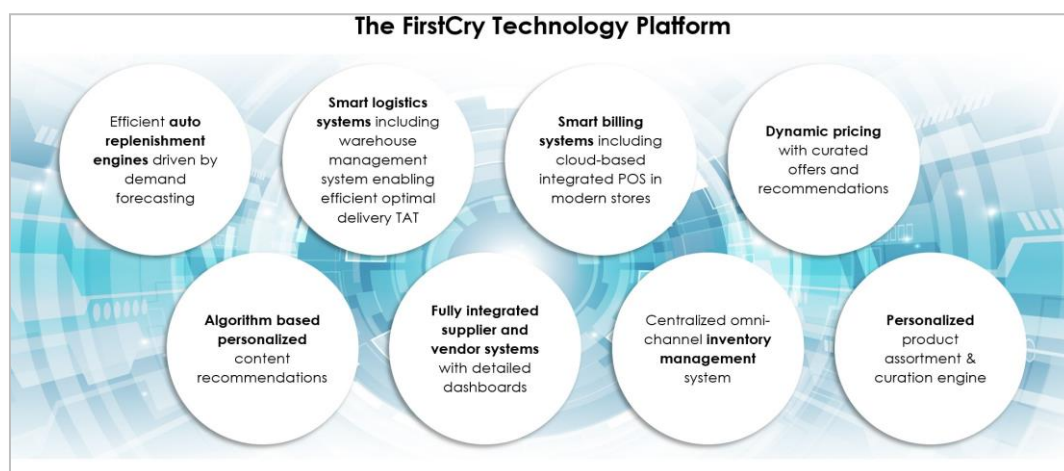 The FirstCry Technology Platform
Efficient auto
replenishment
engines driven by
demand
forecasting
Smart logistics
systems including
warehouse
management
system enabling
efficient optimal
delivery TAT
Smart billing
systems including
cloud-based
integrated POS in
modern stores
Dynamic pricing
with curated
offers and
recommendations
Algorithm based
personalized
content
recommendations
Fully integrated
supplier and
vendor systems
with detailed
dashboards
Centralized omni-
channel inventory
management
system
Personalized
product
assortment &
curation engine